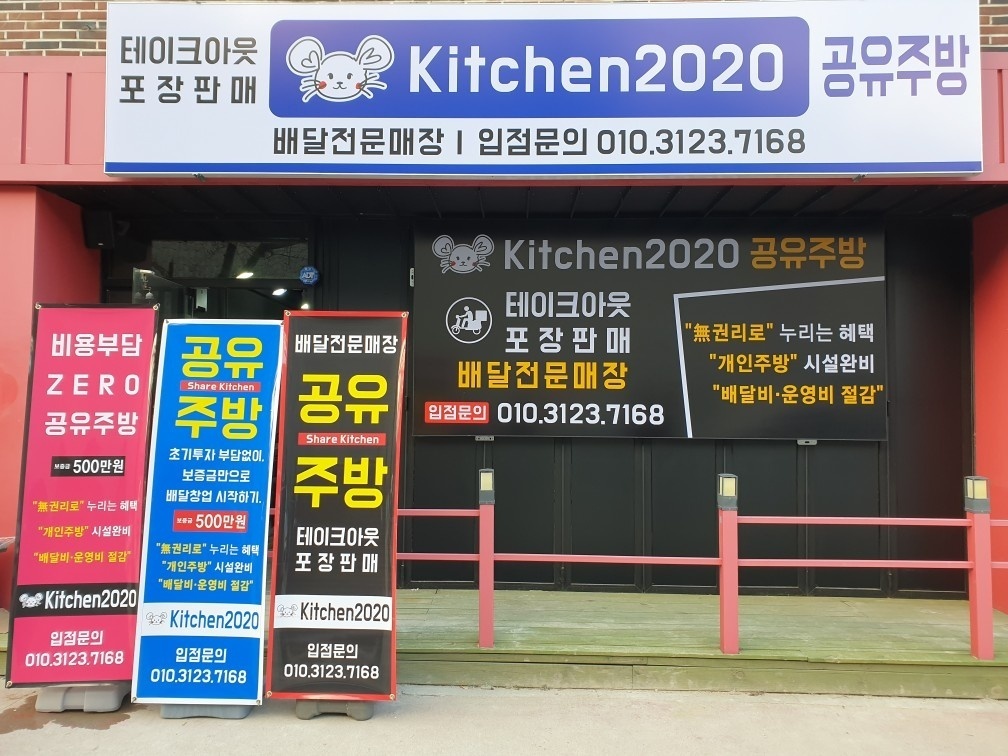 테이크아웃
포장판매
Kitchen2020
공유주방
배달전문매장 | 입점문의 010.3123.7168
Kitchen2020 공유주방
테이크아웃
포장판매
배달전문매장
입점문의 010.3123.7168
"無권리로" 누리는 혜택
"개인주방" 시설완비
"배달비·운영비 절감"
비용부담
ZERO
공유주방
보증금 500만원
"無권리로" 누리는 혜택
"개인주방" 시설완비
"배달비·운영비 절감"
Kitchen2020
입점문의
010.3123.7168
공유
Share Kitchen
주방
초기투자 부담없이.
보증금만으로
배달창업 시작하기.
보증금 500만원
"無권리로" 누리는 혜택
"개인주방" 시설완비
"배달비·운영비 절감"
Kitchen2020
입점문의
010.3123.7168
배달전문매장
공유
Share Kitchen
주방
테이크아웃
포장판매
Kitchen2020
입점문의
010.3123.7168